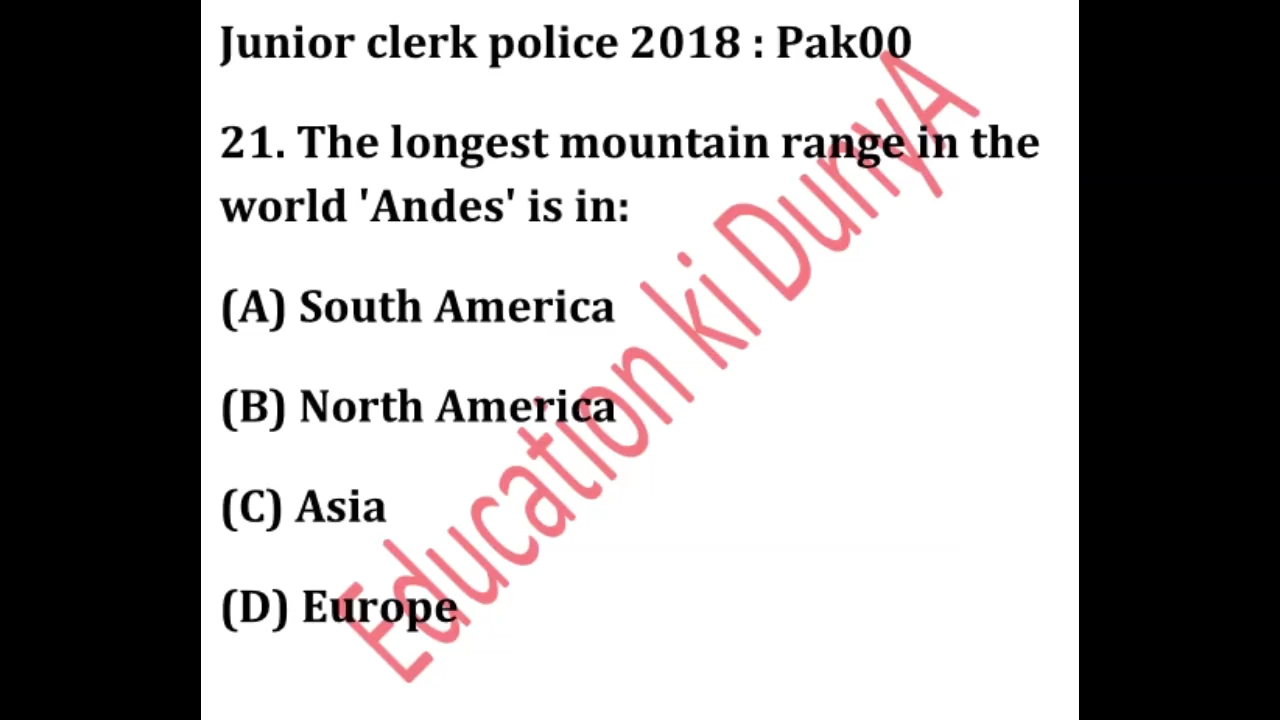 Junior clerk police 2018 : Pak00
21. The longest mountain range in the
world 'Andes' is in:
(A) South America
(B) North America
(C) Asia
(D) Europe
Education ki DunyA